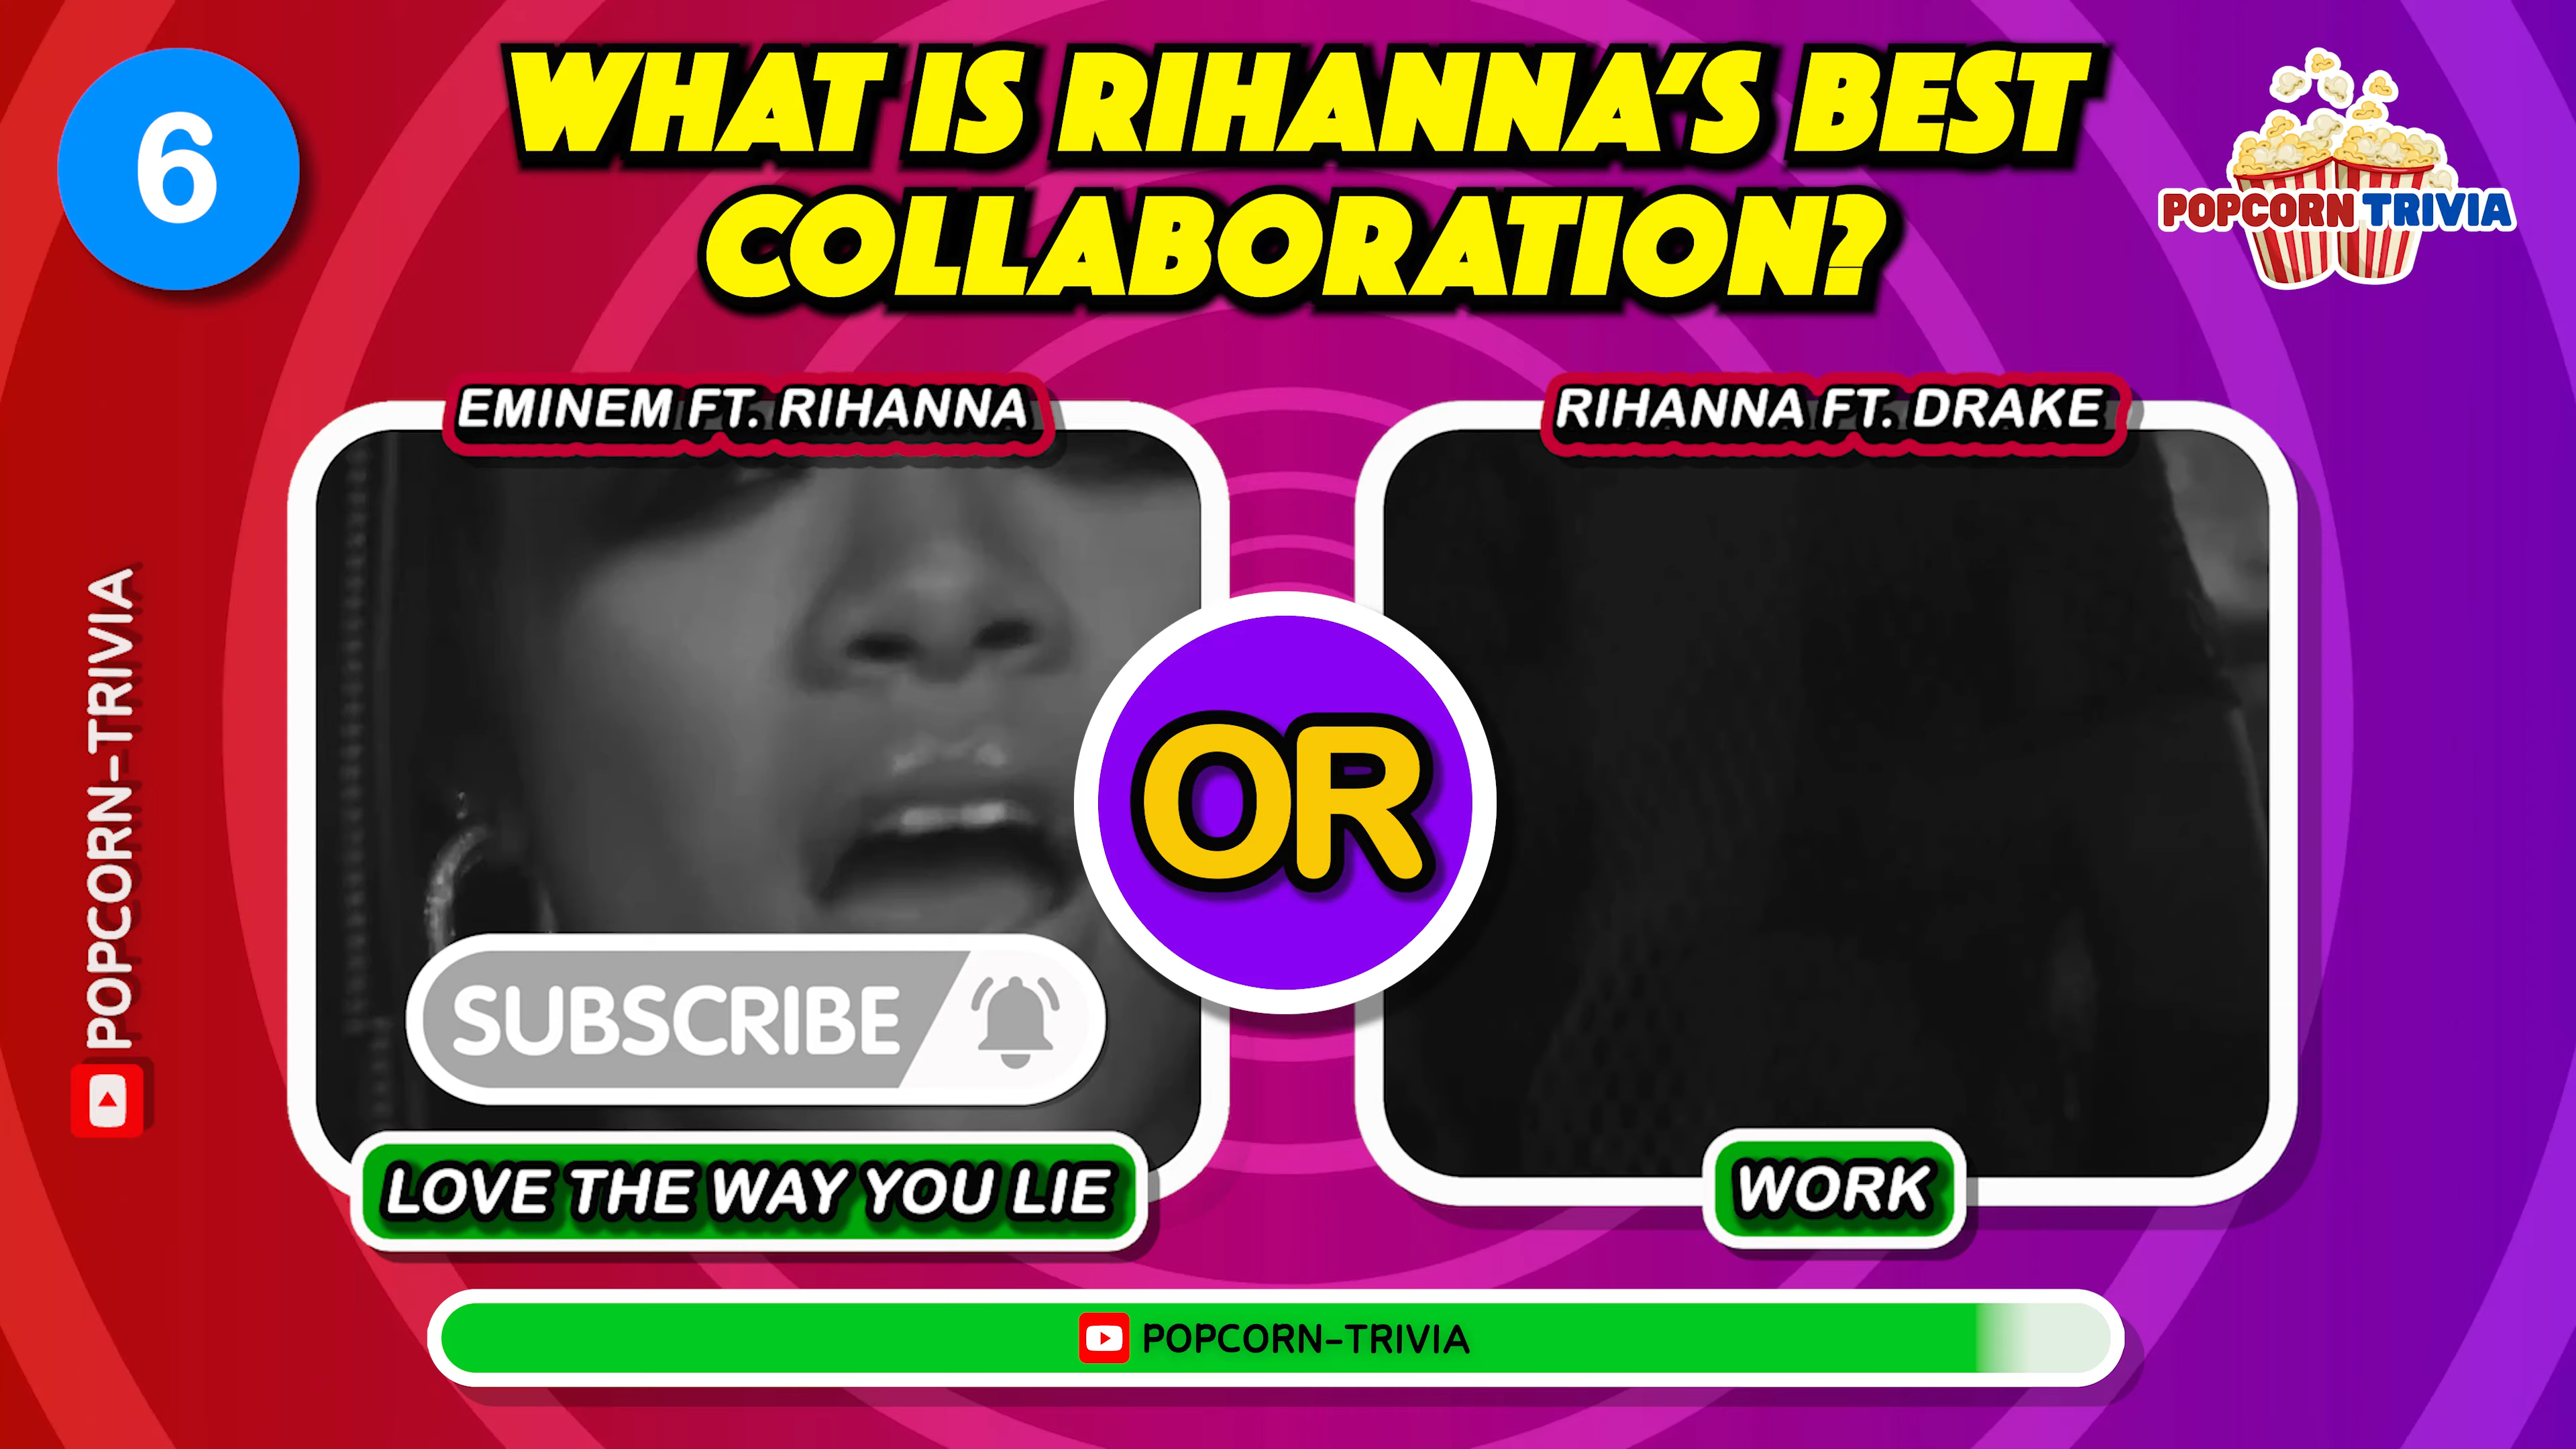 6
WHAT IS RIHANNA'S BEST
COLLABORATION?
POPCORN TRIVIA
EMINEM FT. RIHANNA
RIHANNA FT. DRAKE
POPCORN-TRIVIA
OR
SUBSCRIBE
LOVE THE WAY YOU LIE
WORK
POPCORN-TRIVIA